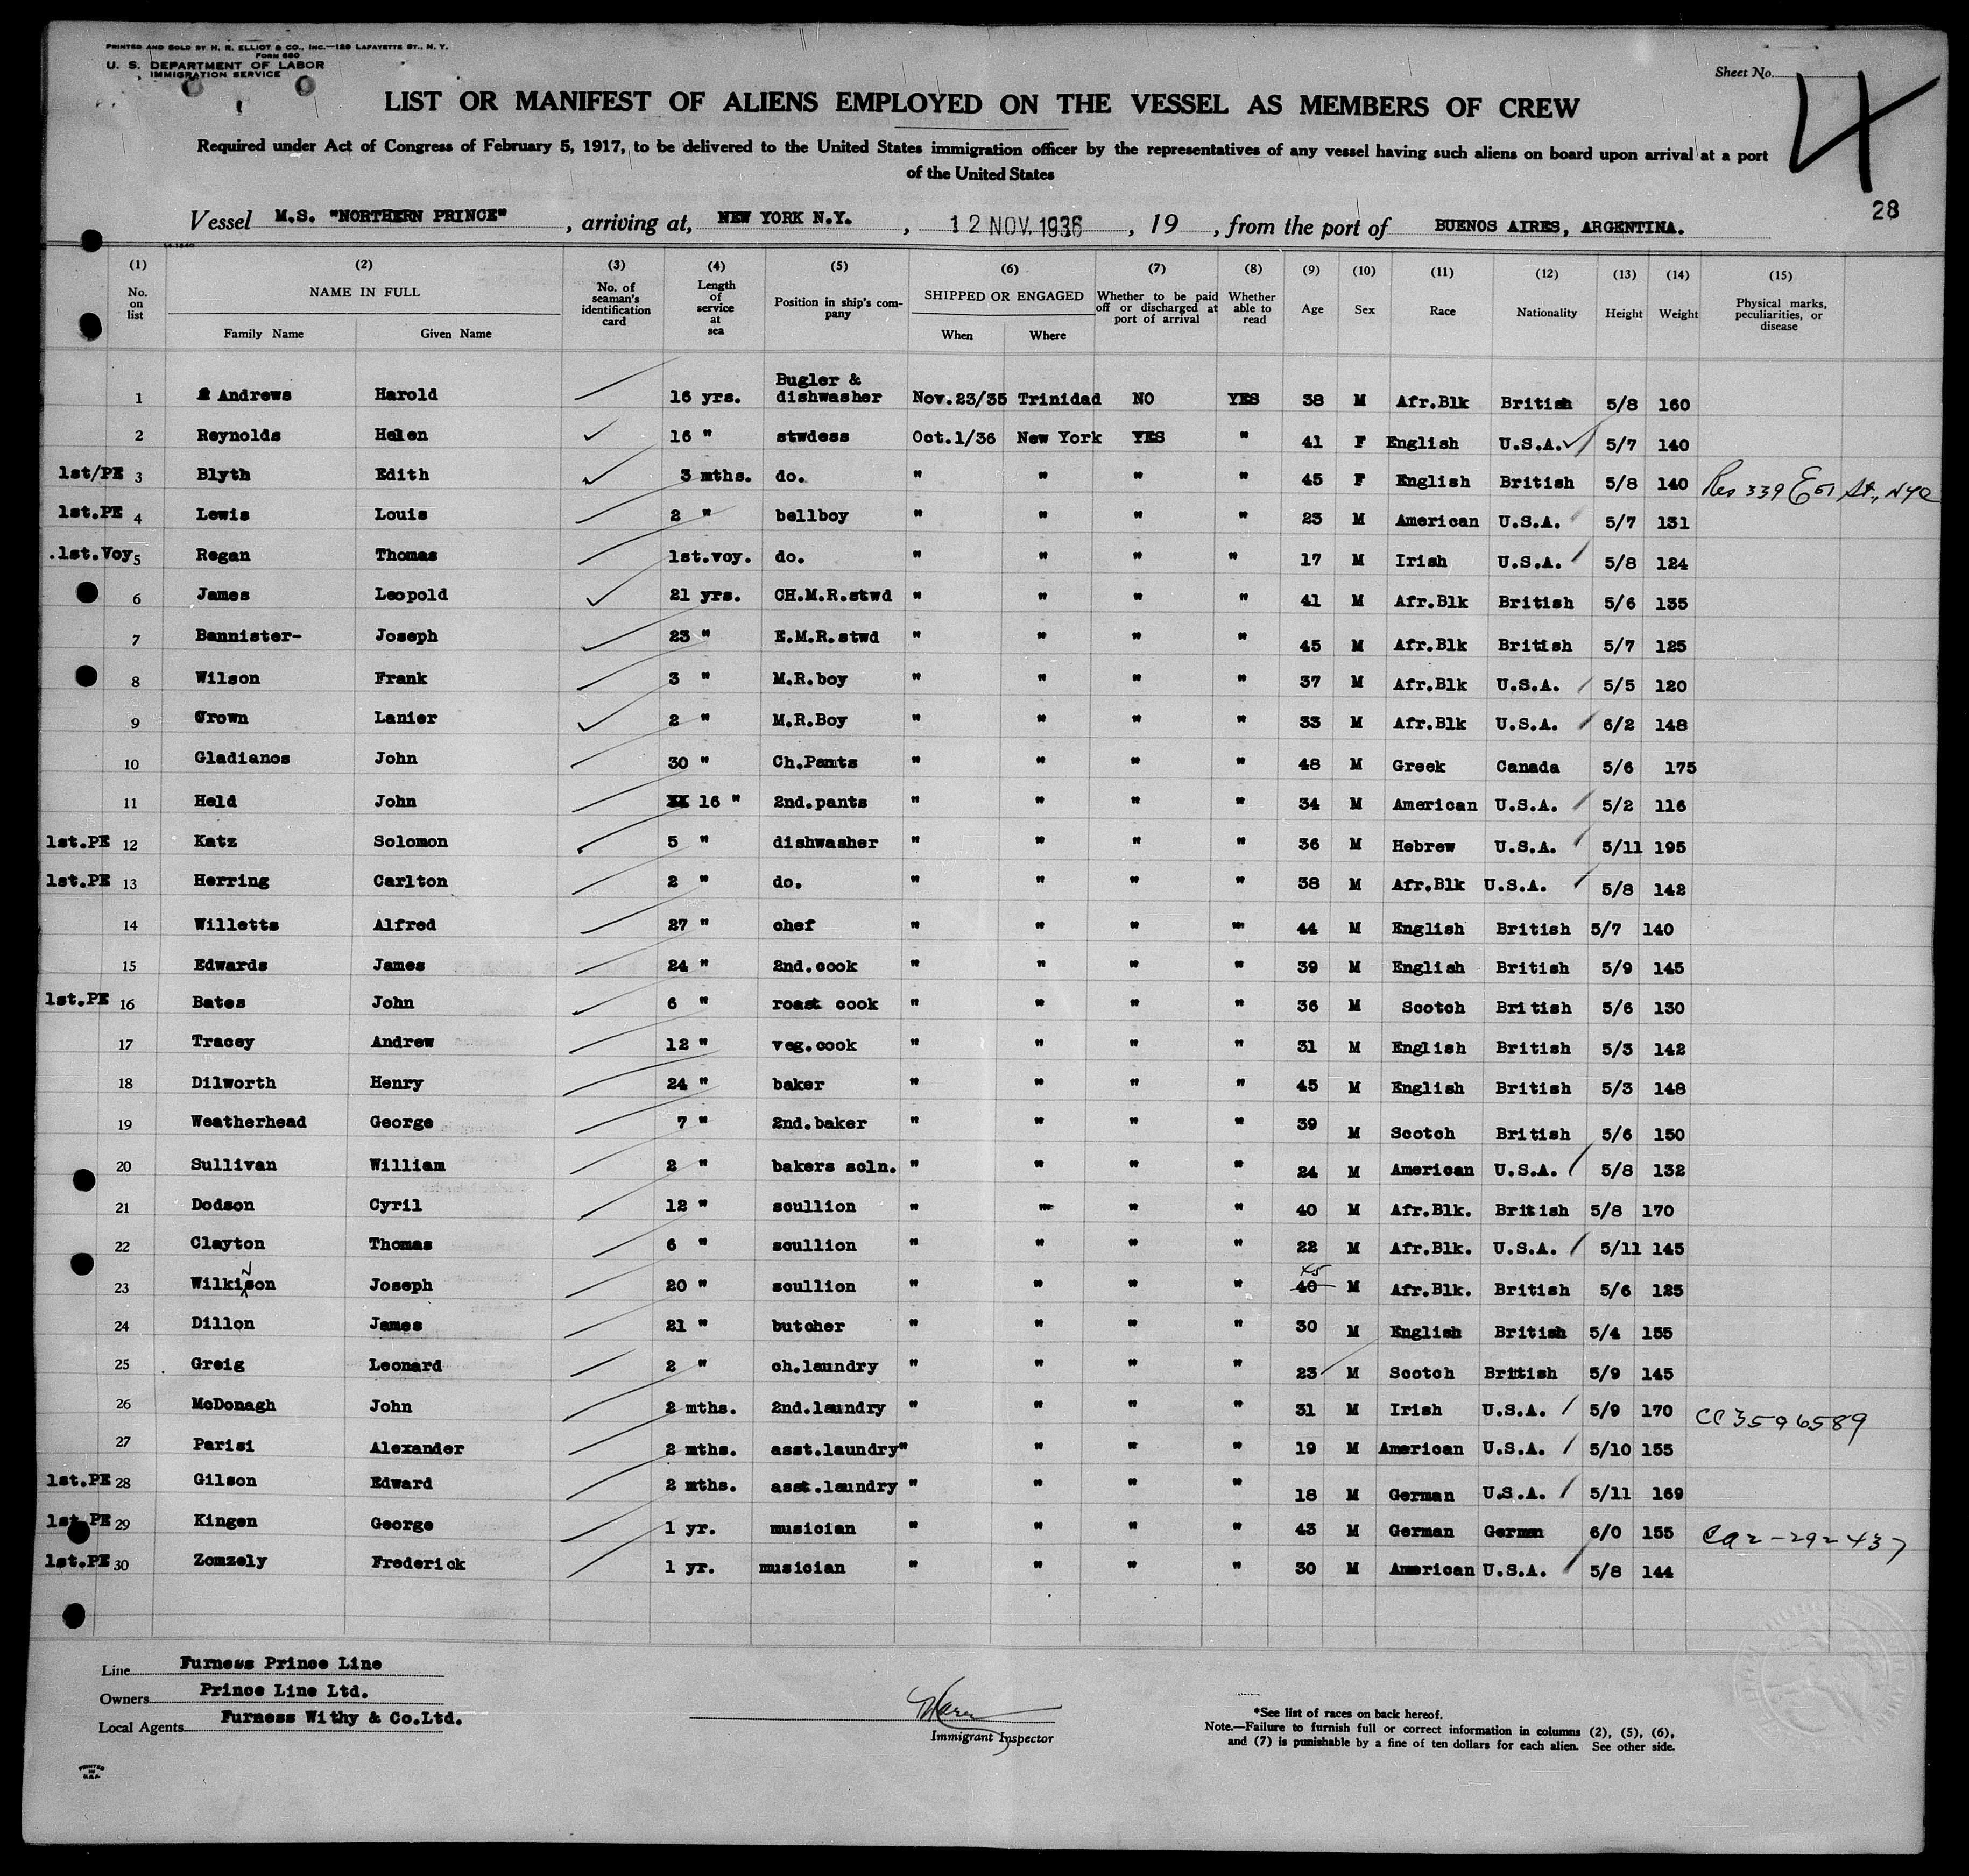 PRINTED AND SOLD BY H. R. ELLIOT & CO., INC.—129 LAFAYETTE ST., N. Y.
FORM 660
U. S. DEPARTMENT OF LABOR
IMMIGRATION SERVICE
Sheet No.
4
LIST OR MANIFEST OF ALIENS EMPLOYED ON THE VESSEL AS MEMBERS OF CREW
Required under Act of Congress of February 5, 1917, to be delivered to the United States immigration officer by the representatives of any vessel having such aliens on board upon arrival at a port
of the United States
28
Vessel M.S. "NORTHERN PRINCE", arriving at, NEW YORK N.Y., 12 NOV. 1936, 19 , from the port of BUENOS AIRES, ARGENTINA.
(1) No. on list (2) NAME IN FULL Family Name Given Name (3) No. of seaman's identification card (4) Length of service at sea (5) Position in ship's company (6) SHIPPED OR ENGAGED When Where (7) Whether to be paid off or discharged at port of arrival (8) Whether able to read (9) Age (10) Sex (11) Race (12) Nationality (13) Height (14) Weight (15) Physical marks, peculiarities, or disease
1 Andrews Harold 16 yrs. Bugler & dishwasher Nov.23/35 Trinidad NO YES 38 M Afr.Blk British 5/8 160
2 Reynolds Helen 16 " stwdess Oct.1/36 New York YES " 41 F English U.S.A. 5/7 140
1st/PE 3 Blyth Edith 3 mths. do. " " " " 45 F English British 5/8 140 Res 339 E 51 St., NYC
1st.PE 4 Lewis Louis 2 " bellboy " " " " 23 M American U.S.A. 5/7 131
.1st.Voy 5 Regan Thomas 1st.voy. do. " " " " 17 M Irish U.S.A. 5/8 124
6 James Leopold 21 yrs. CH.M.R.stwd " " " " 41 M Afr.Blk British 5/6 135
7 Bannister- Joseph 23 " E.M.R.stwd " " " " 45 M Afr.Blk British 5/7 125
8 Wilson Frank 3 " M.R.boy " " " " 37 M Afr.Blk U.S.A. 5/5 120
9 Lanier 2 " M.R.Boy " " " " 33 M Afr.Blk U.S.A. 6/2 148
10 Gladianos John 30 " Ch.Pants " " " " 48 M Greek Canada 5/6 175
11 Held John 16 " 2nd.pants " " " " 34 M American U.S.A. 5/2 116
1st.PE 12 Katz Solomon 5 " dishwasher " " " " 36 M Hebrew U.S.A. 5/11 195
1st.PE 13 Herring Carlton 2 " do. " " " " 38 M Afr.Blk U.S.A. 5/8 142
14 Willetts Alfred 27 " chef " " " " 44 M English British 5/7 140
15 Edwards James 24 " 2nd.cook " " " " 39 M English British 5/9 145
1st.PE 16 Bates John 6 " roast cook " " " " 36 M Scotch British 5/6 130
17 Tracey Andrew 12 " veg.cook " " " " 31 M English British 5/3 142
18 Dilworth Henry 24 " baker " " " " 45 M English British 5/3 148
19 Weatherhead George 7 " 2nd.baker " " " " 39 M Scotch British 5/6 150
20 Sullivan William 2 " bakers scln. " " " " 24 M American U.S.A. 5/8 132
21 Dodson Cyril 12 " scullion " " " " 40 M Afr.Blk. British 5/8 170
22 Clayton Thomas 6 " scullion " " " " 22 M Afr.Blk. U.S.A. 5/11 145
23 Wilkinson Joseph 20 " scullion " " " " 40 45 M Afr.Blk. British 5/6 125
24 Dillon James 21 " butcher " " " " 30 M English British 5/4 155
25 Greig Leonard 2 " ch.laundry " " " " 23 M Scotch British 5/9 145
26 McDonagh John 2 mths. 2nd.laundry " " " " 31 M Irish U.S.A. 5/9 170 CC 3596589
27 Parisi Alexander 2 mths. asst.laundry " " " " 19 M American U.S.A. 5/10 155
1st.PE 28 Gilson Edward 2 mths. asst.laundry " " " " 18 M German U.S.A. 5/11 169
1st.PE 29 Kingen George 1 yr. musician " " " " 43 M German German 6/0 155 Ca 2-292437
1st.PE 30 Zomzely Frederick 1 yr. musician " " " " 30 M American U.S.A. 5/8 144
Line Furness Prince Line
Owners Prince Line Ltd.
Local Agents Furness Withy & Co.Ltd.
Immigrant Inspector
*See list of races on back hereof.
Note.—Failure to furnish full or correct information in columns (2), (5), (6),
and (7) is punishable by a fine of ten dollars for each alien. See other side.
PRINTED
IN
U.S.A.